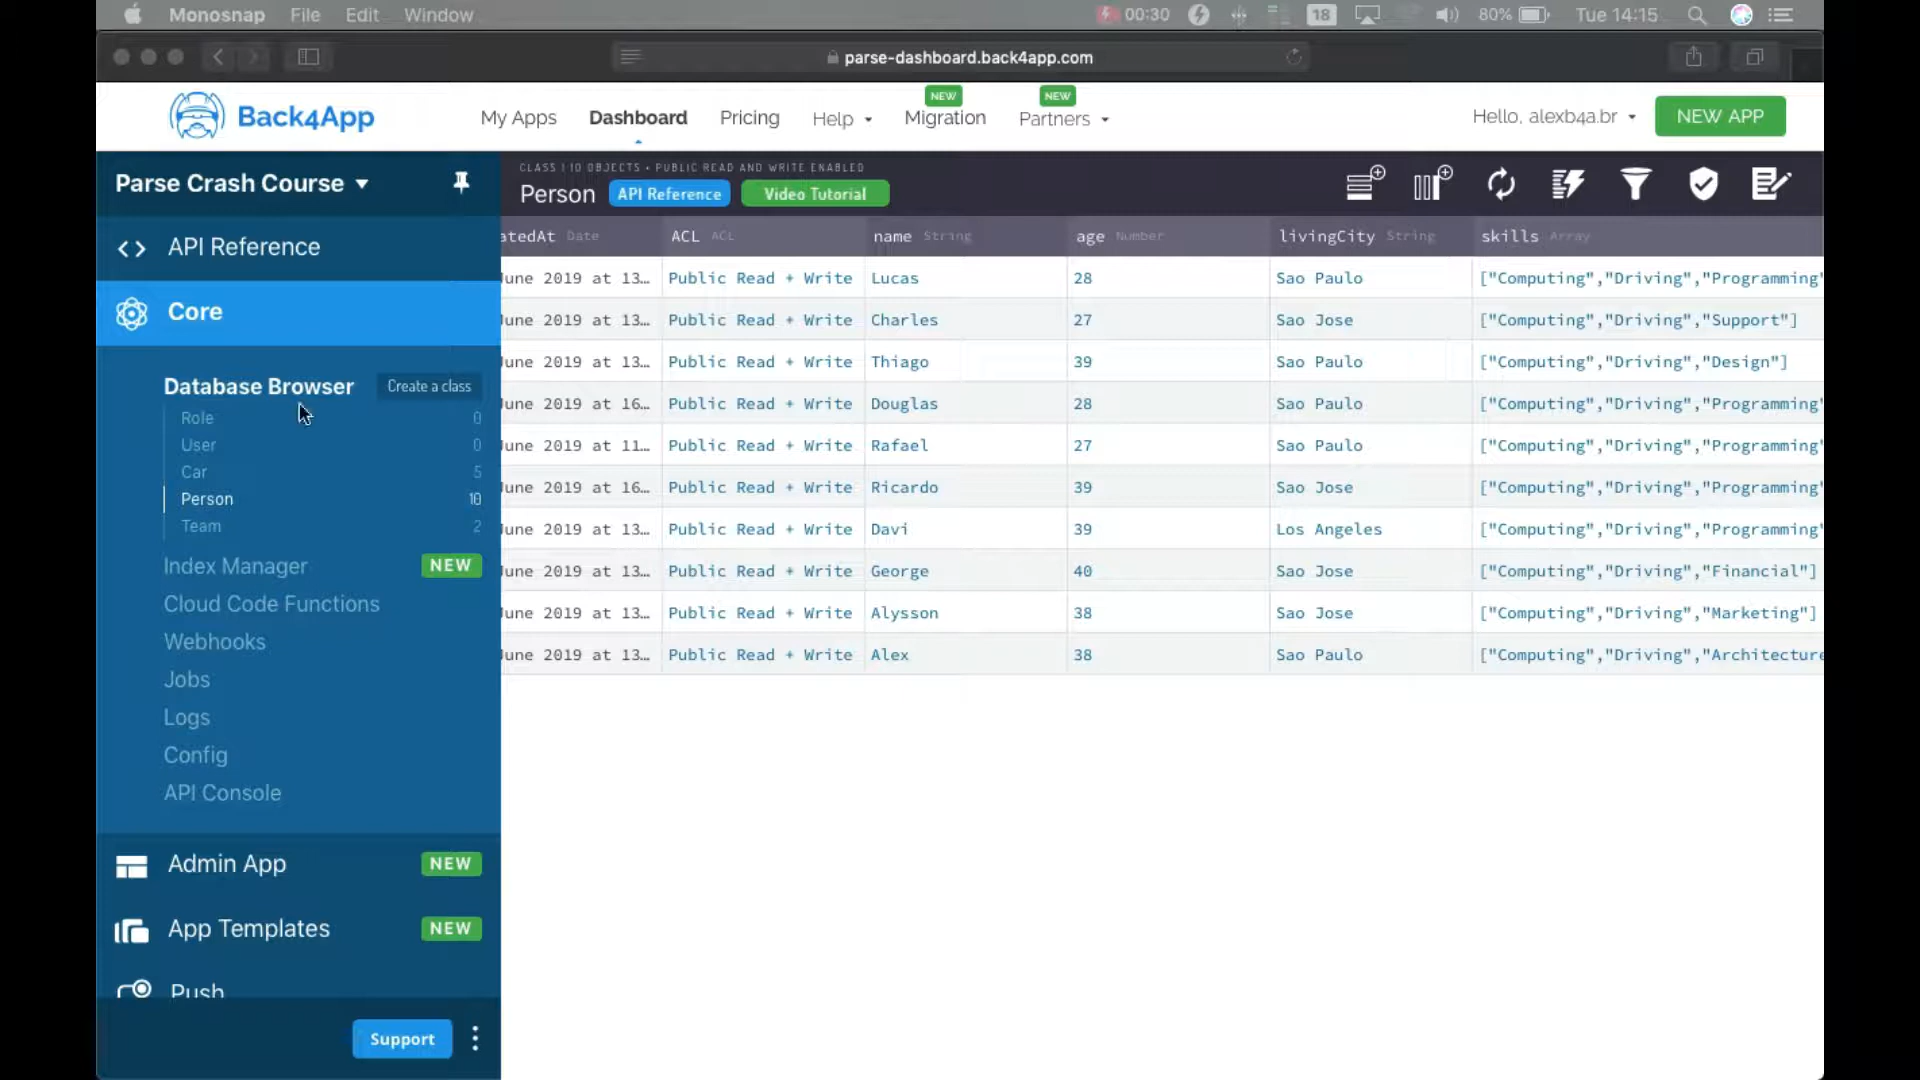 Monosnap File Edit Window 00:30 18 80% Tue 14:15
parse-dashboard.back4app.com
Back4App My Apps Dashboard Pricing Help NEW Migration NEW Partners Hello, alexb4a.br NEW APP
Parse Crash Course
API Reference
Core
Database Browser Create a class
Role 0
User 0
Car 5
Person 10
Team 2
Index Manager NEW
Cloud Code Functions
Webhooks
Jobs
Logs
Config
API Console
Admin App NEW
App Templates NEW
Push
Support
CLASS | 10 OBJECTS • PUBLIC READ AND WRITE ENABLED
Person API Reference Video Tutorial
atedAt Date ACL ACL name String age Number livingCity String skills Array
June 2019 at 13… Public Read + Write Lucas 28 Sao Paulo ["Computing","Driving","Programming"
June 2019 at 13… Public Read + Write Charles 27 Sao Jose ["Computing","Driving","Support"]
June 2019 at 13… Public Read + Write Thiago 39 Sao Paulo ["Computing","Driving","Design"]
June 2019 at 16… Public Read + Write Douglas 28 Sao Paulo ["Computing","Driving","Programming"
June 2019 at 11… Public Read + Write Rafael 27 Sao Paulo ["Computing","Driving","Programming"
June 2019 at 16… Public Read + Write Ricardo 39 Sao Jose ["Computing","Driving","Programming"
June 2019 at 13… Public Read + Write Davi 39 Los Angeles ["Computing","Driving","Programming"
June 2019 at 13… Public Read + Write George 40 Sao Jose ["Computing","Driving","Financial"]
June 2019 at 13… Public Read + Write Alysson 38 Sao Jose ["Computing","Driving","Marketing"]
June 2019 at 13… Public Read + Write Alex 38 Sao Paulo ["Computing","Driving","Architecture